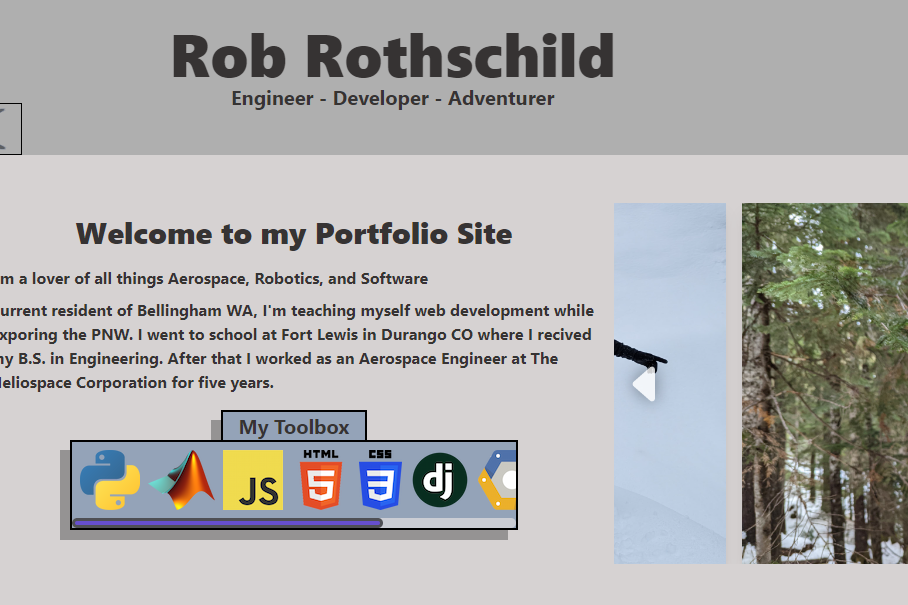 Rob Rothschild
Engineer - Developer - Adventurer
Welcome to my Portfolio Site
m a lover of all things Aerospace, Robotics, and Software
urrent resident of Bellingham WA, I'm teaching myself web development while
xporing the PNW. I went to school at Fort Lewis in Durango CO where I recived
my B.S. in Engineering. After that I worked as an Aerospace Engineer at The
Heliospace Corporation for five years.
My Toolbox
JS HTML 5 CSS 3 dj